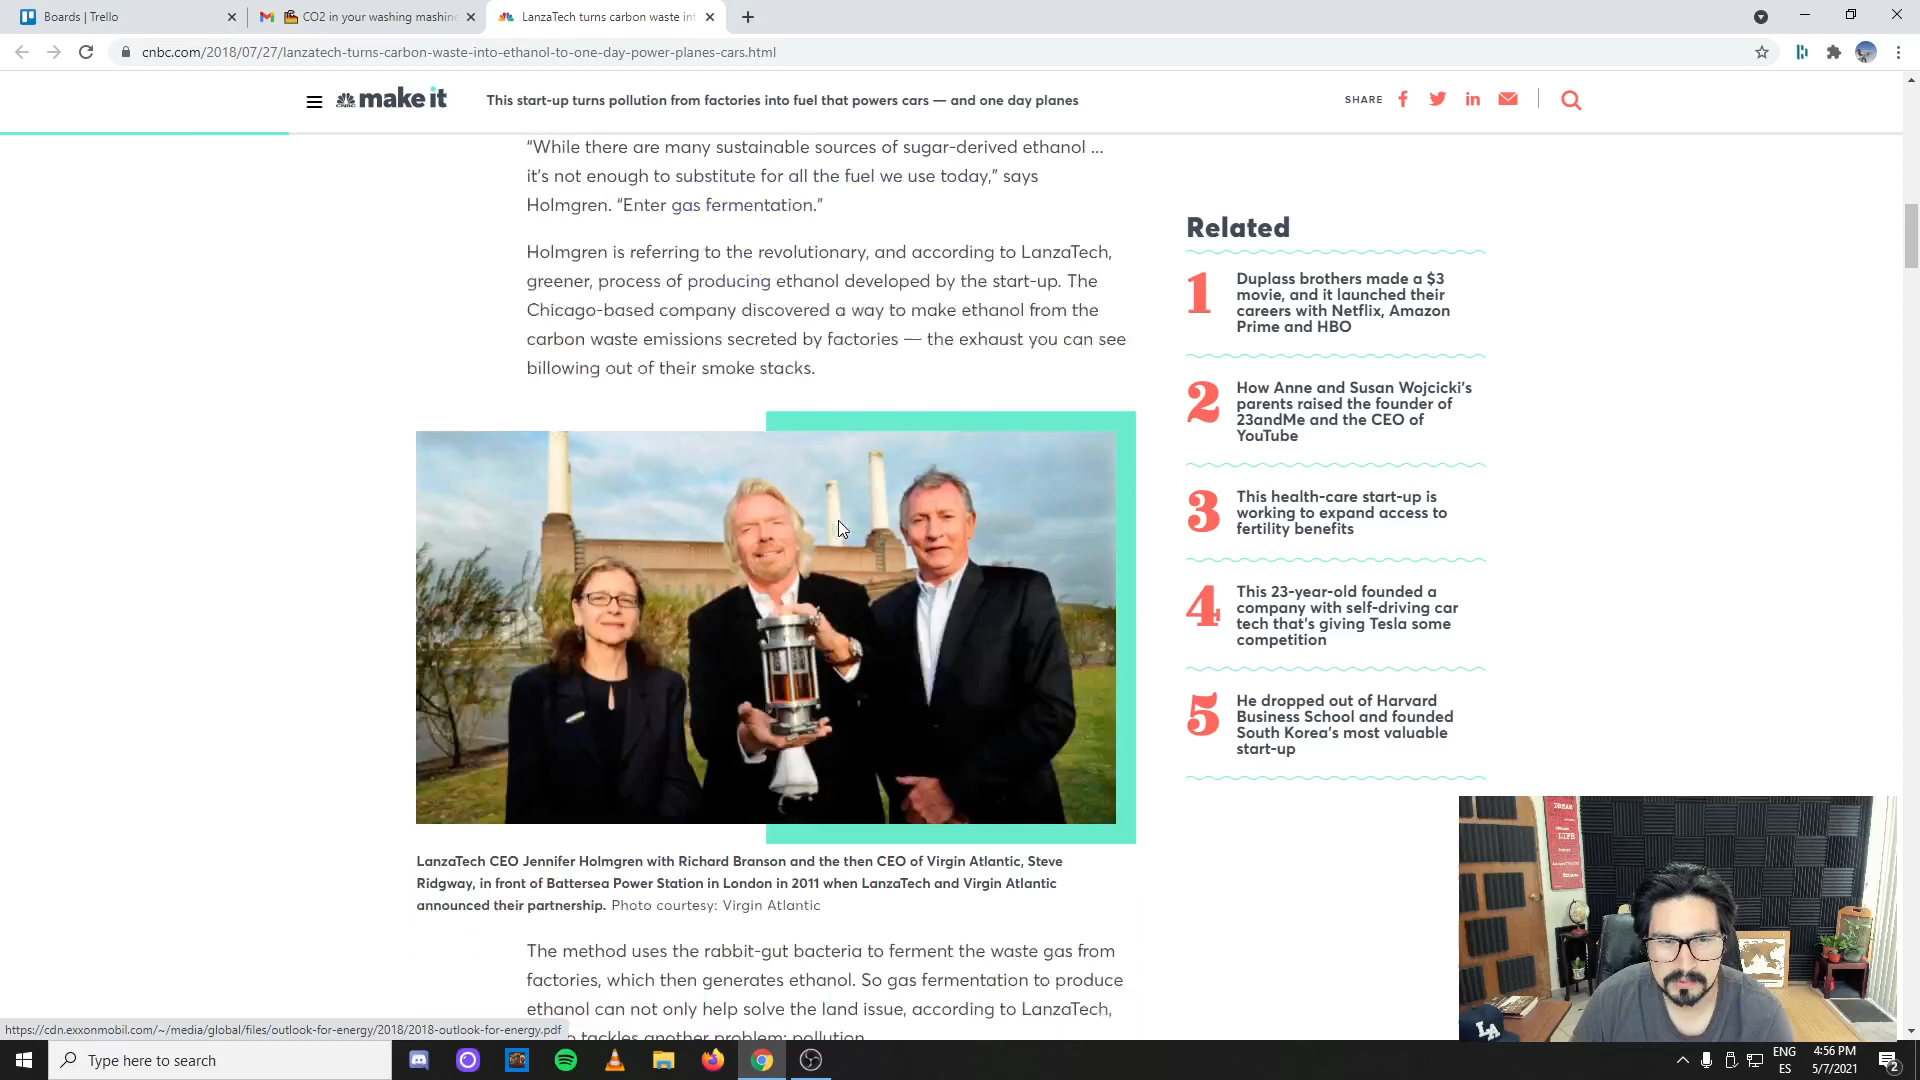 Boards | Trello
CO2 in your washing machine
LanzaTech turns carbon waste int
cnbc.com/2018/07/27/lanzatech-turns-carbon-waste-into-ethanol-to-one-day-power-planes-cars.html
make it
This start-up turns pollution from factories into fuel that powers cars — and one day planes
SHARE
“While there are many sustainable sources of sugar-derived ethanol ...
it’s not enough to substitute for all the fuel we use today,” says
Holmgren. “Enter gas fermentation.”
Holmgren is referring to the revolutionary, and according to LanzaTech,
greener, process of producing ethanol developed by the start-up. The
Chicago-based company discovered a way to make ethanol from the
carbon waste emissions secreted by factories — the exhaust you can see
billowing out of their smoke stacks.
LanzaTech CEO Jennifer Holmgren with Richard Branson and the then CEO of Virgin Atlantic, Steve
Ridgway, in front of Battersea Power Station in London in 2011 when LanzaTech and Virgin Atlantic
announced their partnership. Photo courtesy: Virgin Atlantic
The method uses the rabbit-gut bacteria to ferment the waste gas from
factories, which then generates ethanol. So gas fermentation to produce
ethanol can not only help solve the land issue, according to LanzaTech,
tackles another problem: pollution.
Related
1
Duplass brothers made a $3
movie, and it launched their
careers with Netflix, Amazon
Prime and HBO
2
How Anne and Susan Wojcicki’s
parents raised the founder of
23andMe and the CEO of
YouTube
3
This health-care start-up is
working to expand access to
fertility benefits
4
This 23-year-old founded a
company with self-driving car
tech that’s giving Tesla some
competition
5
He dropped out of Harvard
Business School and founded
South Korea’s most valuable
start-up
DREAM
LIFE
LA
https://cdn.exxonmobil.com/~/media/global/files/outlook-for-energy/2018/2018-outlook-for-energy.pdf
Type here to search
ENG
ES
4:56 PM
5/7/2021
2